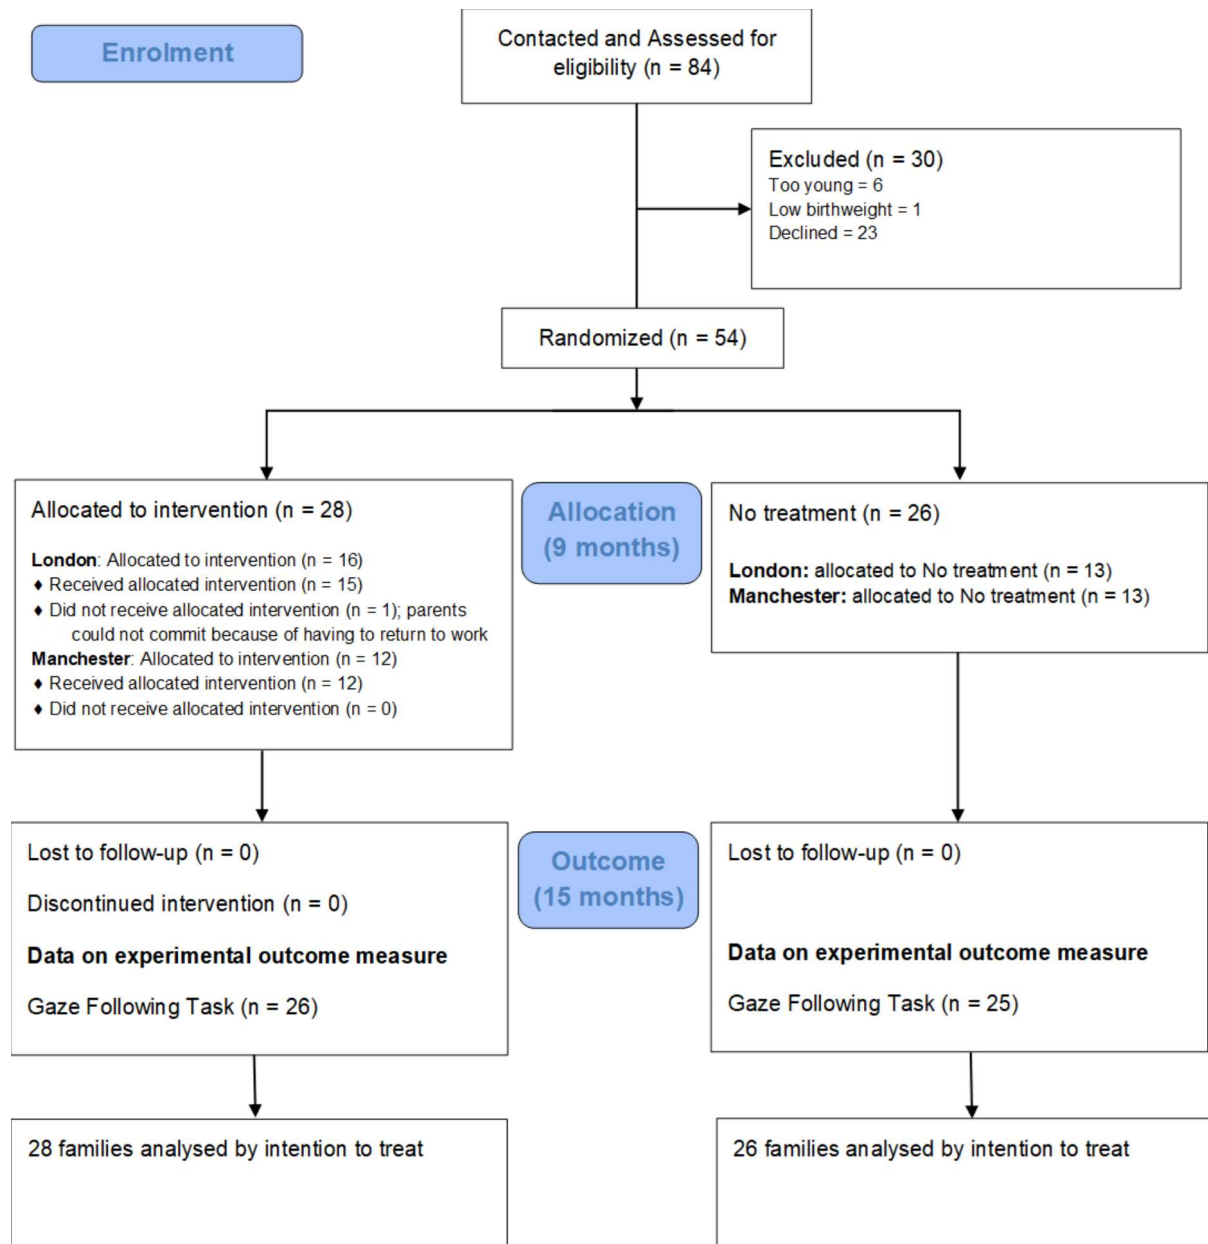 Enrolment
Contacted and Assessed for
eligibility (n = 84)
Excluded (n = 30)
Too young = 6
Low birthweight = 1
Declined = 23
Randomized (n = 54)
Allocated to intervention (n = 28)
London: Allocated to intervention (n = 16)
♦ Received allocated intervention (n = 15)
♦ Did not receive allocated intervention (n = 1); parents
could not commit because of having to return to work
Manchester: Allocated to intervention (n = 12)
♦ Received allocated intervention (n = 12)
♦ Did not receive allocated intervention (n = 0)
Allocation
(9 months)
No treatment (n = 26)
London: allocated to No treatment (n = 13)
Manchester: allocated to No treatment (n = 13)
Lost to follow-up (n = 0)
Discontinued intervention (n = 0)
Data on experimental outcome measure
Gaze Following Task (n = 26)
Outcome
(15 months)
Lost to follow-up (n = 0)
Data on experimental outcome measure
Gaze Following Task (n = 25)
28 families analysed by intention to treat
26 families analysed by intention to treat